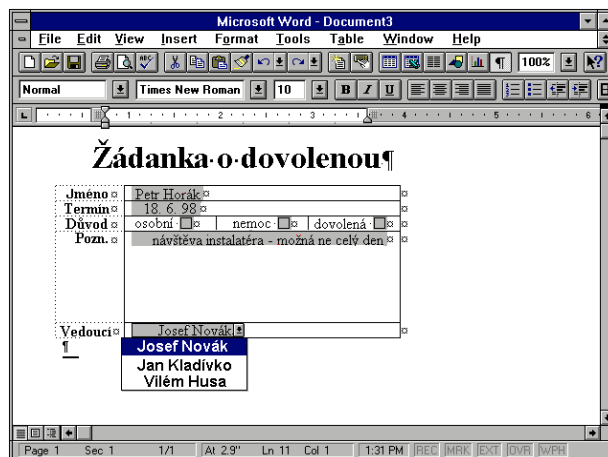 Microsoft Word - Document3
File Edit View Insert Format Tools Table Window Help
100%
Normal Times New Roman 10 B I U
1 2 3 4 5 6
Žádanka·o·dovolenou¶
Jméno¤ Petr Horák¤ ¤
Termín¤ 18. 6. 98¤ ¤
Důvod¤ osobní·¤ nemoc·¤ dovolená·¤ ¤
Pozn.¤ návštěva instalatéra - možná ne celý den¤ ¤
Vedoucí¤ Josef Novák ¤
¶
Josef Novák
Jan Kladívko
Vilém Husa
Page 1 Sec 1 1/1 At 2.9" Ln 11 Col 1 1:31 PM REC MRK EXT OVR WPH